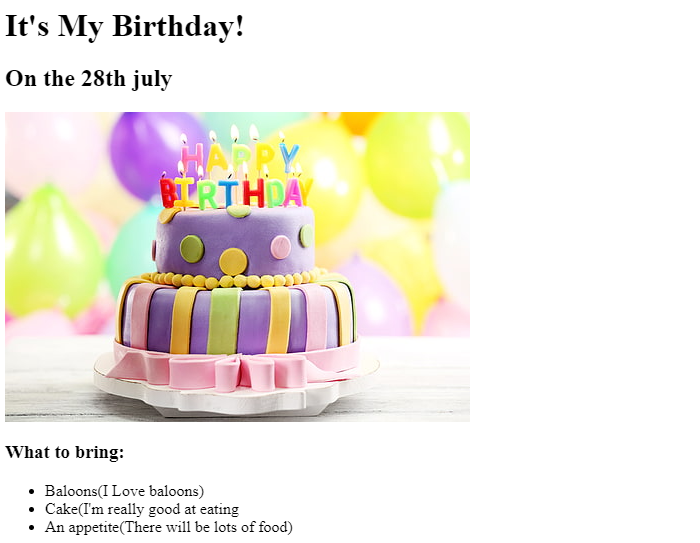 It's My Birthday!
On the 28th july
HAPPY
BIRTHDAY
What to bring:
Baloons(I Love baloons)
Cake(I'm really good at eating
An appetite(There will be lots of food)